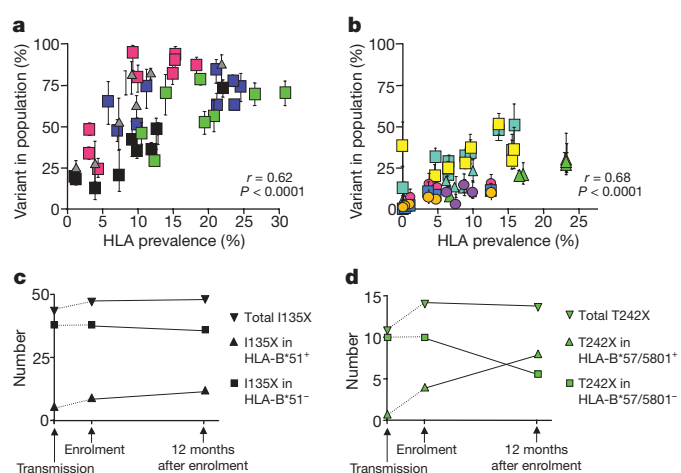 a
b
100
75
50
25
0
Variant in population (%)
0 5 10 15 20 25 30
HLA prevalence (%)
r = 0.62
P < 0.0001
100
75
50
25
0
Variant in population (%)
0 5 10 15 20 25
HLA prevalence (%)
r = 0.68
P < 0.0001
c
50
25
0
Number
Total I135X
I135X in
HLA-B*51+
I135X in
HLA-B*51−
Transmission
Enrolment
12 months
after enrolment
d
15
10
5
0
Number
Total T242X
T242X in
HLA-B*57/5801+
T242X in
HLA-B*57/5801−
Transmission
Enrolment
12 months
after enrolment